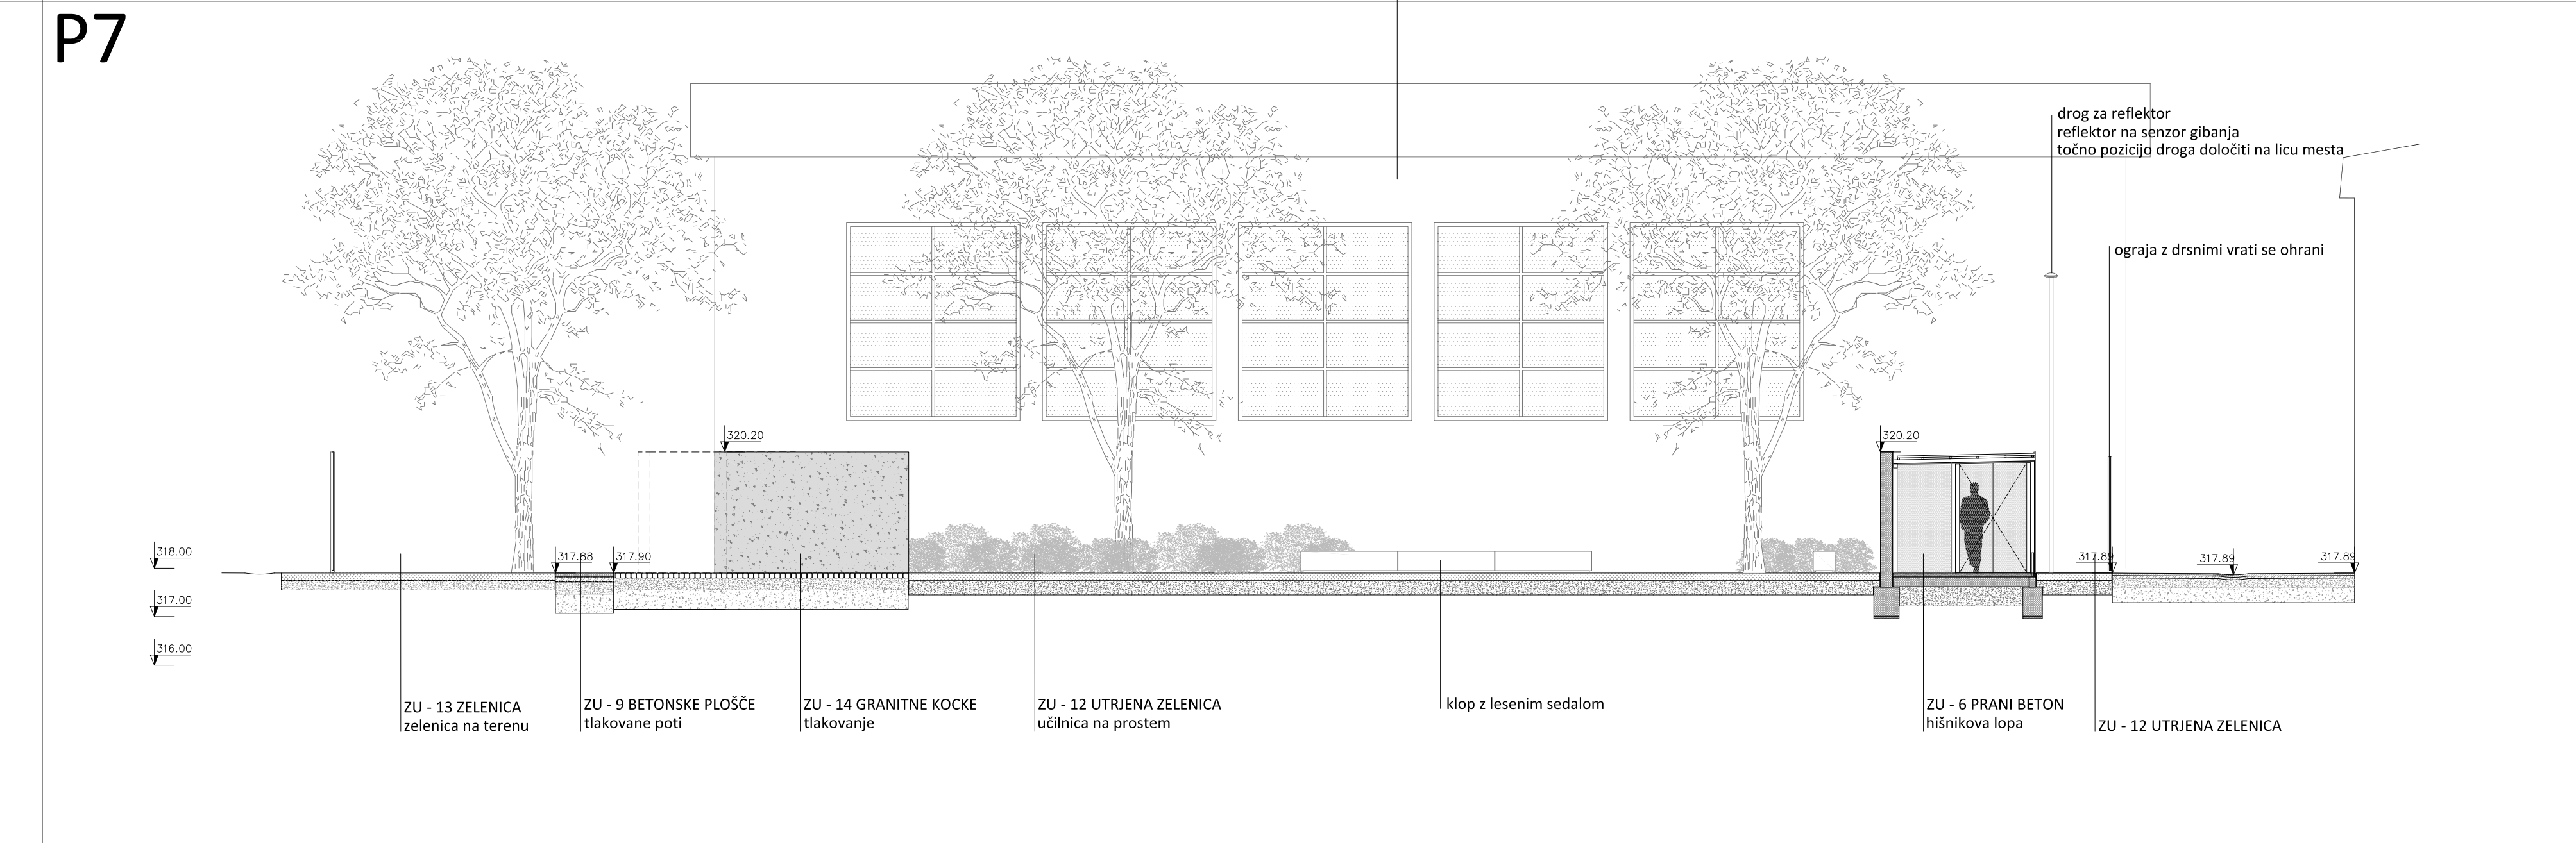 P7
drog za reflektor
reflektor na senzor gibanja
točno pozicijo droga določiti na licu mesta
ograja z drsnimi vrati se ohrani
320.20
320.20
318.00
317.88
317.90
317.89
317.89
317.89
317.00
316.00
ZU - 13 ZELENICA
zelenica na terenu
ZU - 9 BETONSKE PLOŠČE
tlakovane poti
ZU - 14 GRANITNE KOCKE
tlakovanje
ZU - 12 UTRJENA ZELENICA
učilnica na prostem
klop z lesenim sedalom
ZU - 6 PRANI BETON
hišnikova lopa
ZU - 12 UTRJENA ZELENICA